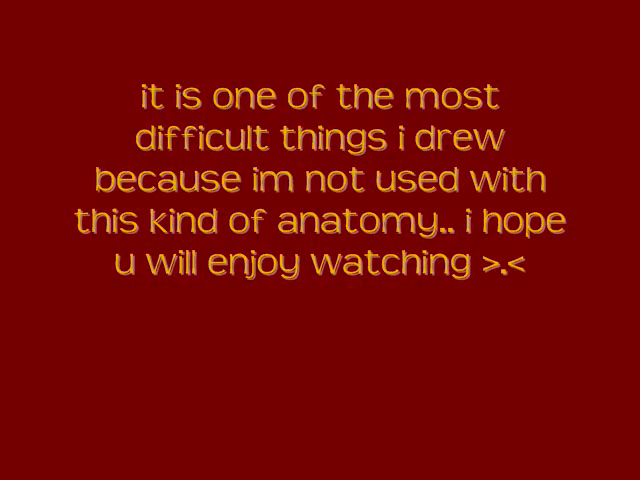 it is one of the most
difficult things i drew
because im not used with
this kind of anatomy.. i hope
u will enjoy watching >.<